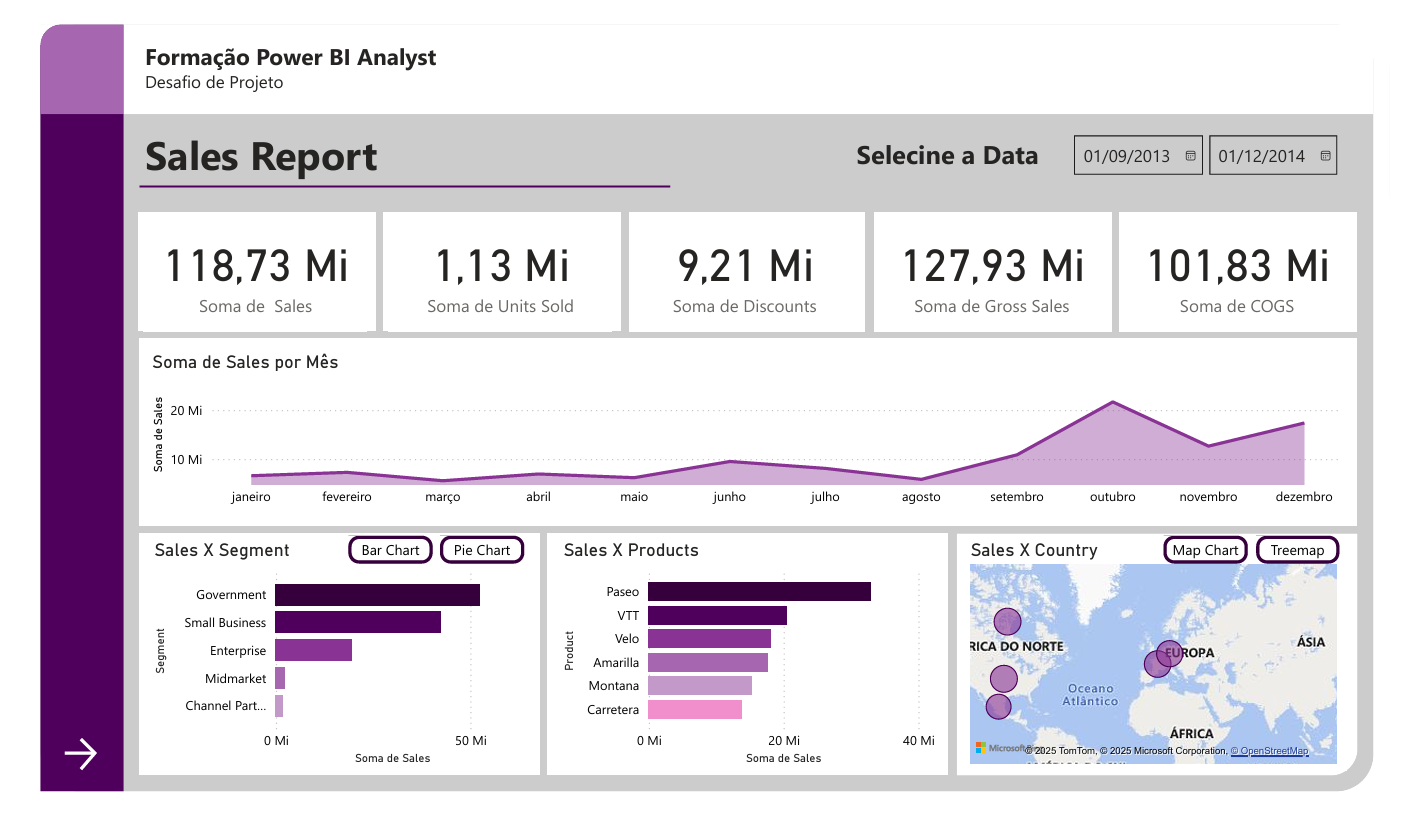 Formação Power BI Analyst
Desafio de Projeto
Sales Report
Selecine a Data
01/09/2013
01/12/2014
118,73 Mi
Soma de  Sales
1,13 Mi
Soma de Units Sold
9,21 Mi
Soma de Discounts
127,93 Mi
Soma de Gross Sales
101,83 Mi
Soma de COGS
Soma de Sales por Mês
Soma de Sales
20 Mi
10 Mi
janeiro
fevereiro
março
abril
maio
junho
julho
agosto
setembro
outubro
novembro
dezembro
Sales X Segment
Bar Chart
Pie Chart
Segment
Government
Small Business
Enterprise
Midmarket
Channel Part...
0 Mi
50 Mi
Soma de Sales
Sales X Products
Product
Paseo
VTT
Velo
Amarilla
Montana
Carretera
0 Mi
20 Mi
40 Mi
Soma de Sales
Sales X Country
Map Chart
Treemap
RICA DO NORTE
EUROPA
ÁSIA
Oceano
Atlântico
ÁFRICA
© 2025 TomTom, © 2025 Microsoft Corporation, © OpenStreetMap